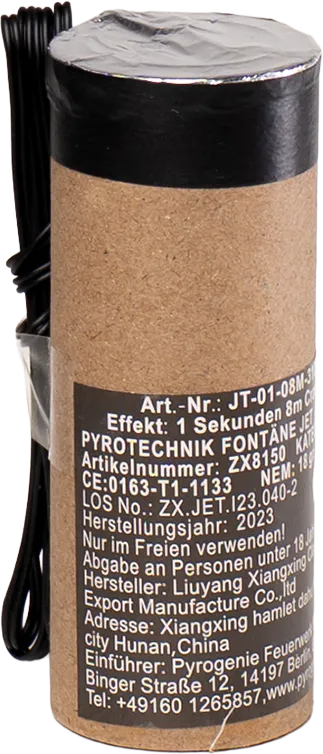 Art.-Nr.: JT-01-08M-
Effekt: 1 Sekunden 8m
PYROTECHNIK FONTÄNE JET
Artikelnummer: ZX8150
CE:0163-T1-1133 NEM: 18
LOS No.: ZX.JET.I23.040-2
Herstellungsjahr: 2023
Nur im Freien verwenden!
Abgabe an Personen unter 18
Hersteller: Liuyang Xiangxing
Export Manufacture Co.,ltd
Adresse: Xiangxing hamlet
city Hunan,China
Einführer: Pyrogenie
Binger Straße 12, 14197 Berlin,
Tel: +49160 1265857,www.